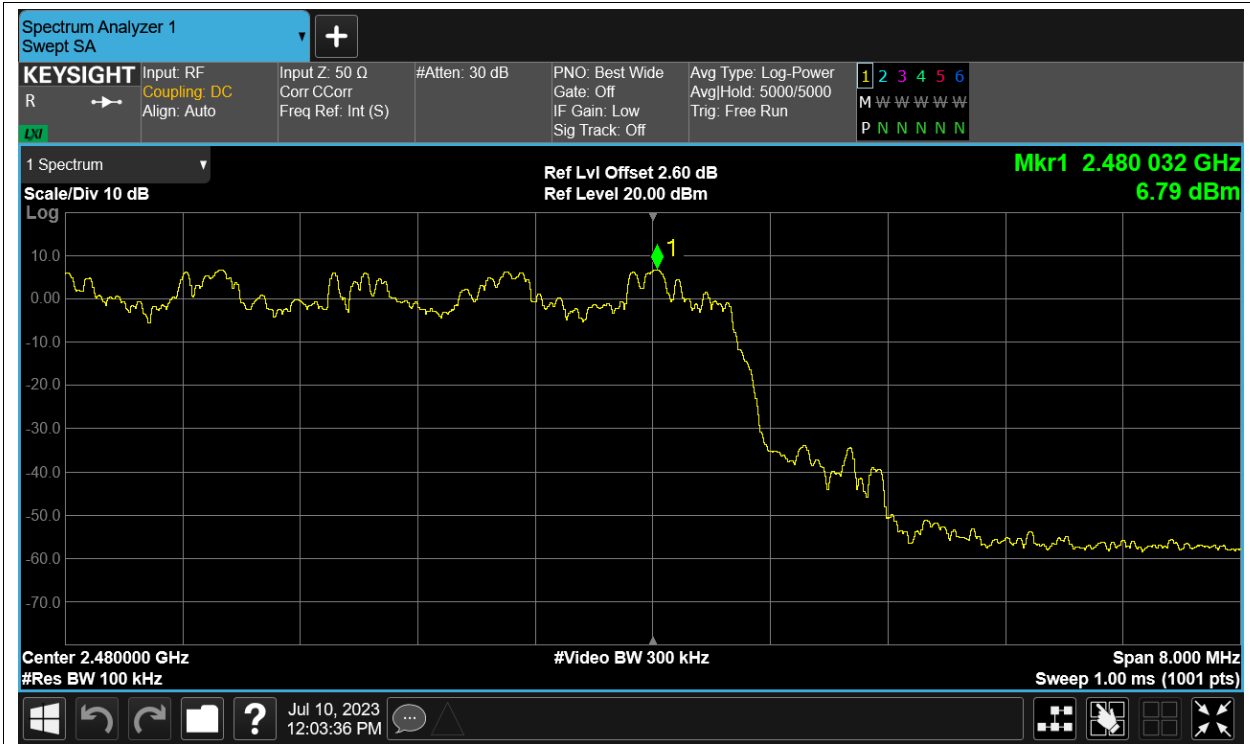 Spectrum Analyzer 1
Swept SA
+
KEYSIGHT
R
LXI
Input: RF
Coupling: DC
Align: Auto
Input Z: 50 Ω
Corr CCorr
Freq Ref: Int (S)
#Atten: 30 dB
PNO: Best Wide
Gate: Off
IF Gain: Low
Sig Track: Off
Avg Type: Log-Power
Avg|Hold: 5000/5000
Trig: Free Run
1 2 3 4 5 6
M W W W W W
P N N N N N
1 Spectrum
Scale/Div 10 dB
Log
Ref Lvl Offset 2.60 dB
Ref Level 20.00 dBm
Mkr1 2.480 032 GHz
6.79 dBm
1
10.0
0.00
-10.0
-20.0
-30.0
-40.0
-50.0
-60.0
-70.0
Center 2.480000 GHz
#Res BW 100 kHz
#Video BW 300 kHz
Span 8.000 MHz
Sweep 1.00 ms (1001 pts)
?
Jul 10, 2023
12:03:36 PM